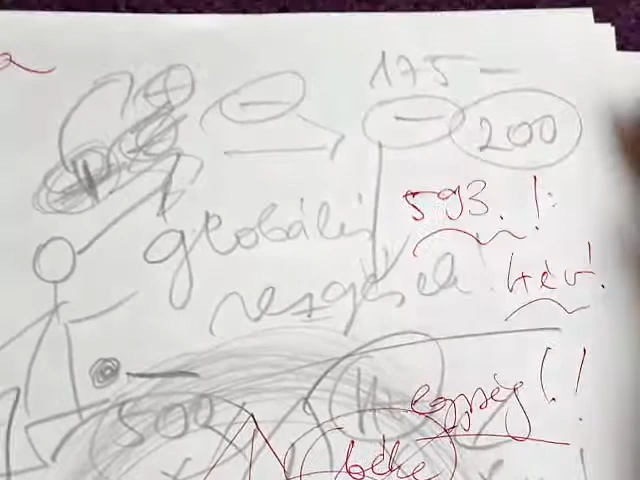 175-
200
593.!
globális
rezgések
Hév!
500
egység!!
béke